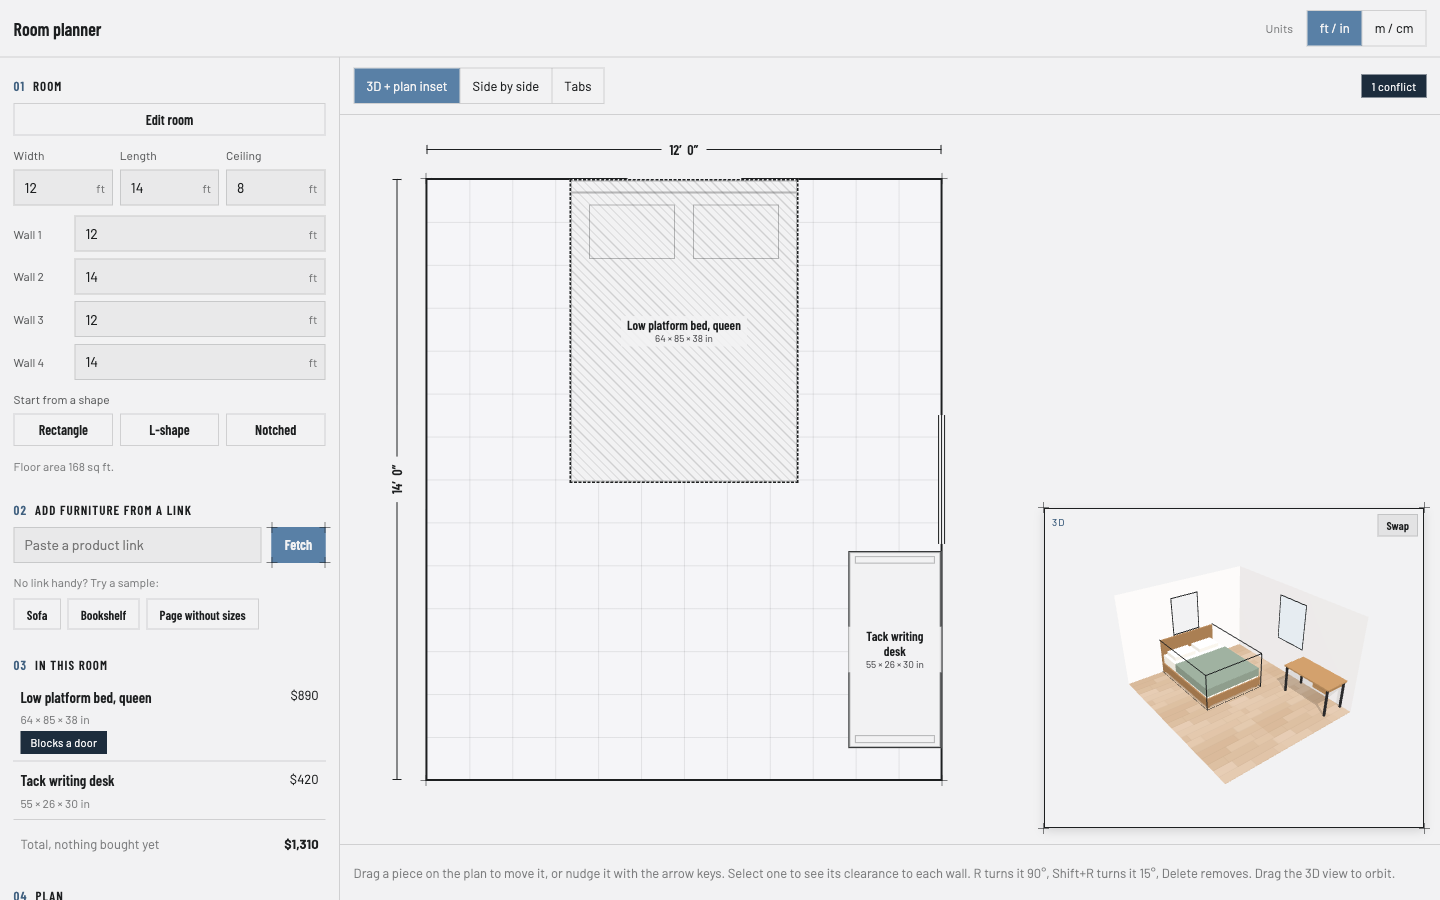 Room planner
Units
ft / in
m / cm
01 ROOM
Edit room
Width
Length
Ceiling
12 ft
14 ft
8 ft
Wall 1
12 ft
Wall 2
14 ft
Wall 3
12 ft
Wall 4
14 ft
Start from a shape
Rectangle
L-shape
Notched
Floor area 168 sq ft.
02 ADD FURNITURE FROM A LINK
Paste a product link
Fetch
No link handy? Try a sample:
Sofa
Bookshelf
Page without sizes
03 IN THIS ROOM
Low platform bed, queen
$890
64 × 85 × 38 in
Blocks a door
Tack writing desk
$420
55 × 26 × 30 in
Total, nothing bought yet
$1,310
04 PLAN
3D + plan inset
Side by side
Tabs
1 conflict
12′ 0″
14′ 0″
Low platform bed, queen
64 × 85 × 38 in
Tack writing
desk
55 × 26 × 30 in
3D
Swap
Drag a piece on the plan to move it, or nudge it with the arrow keys. Select one to see its clearance to each wall. R turns it 90°, Shift+R turns it 15°, Delete removes. Drag the 3D view to orbit.